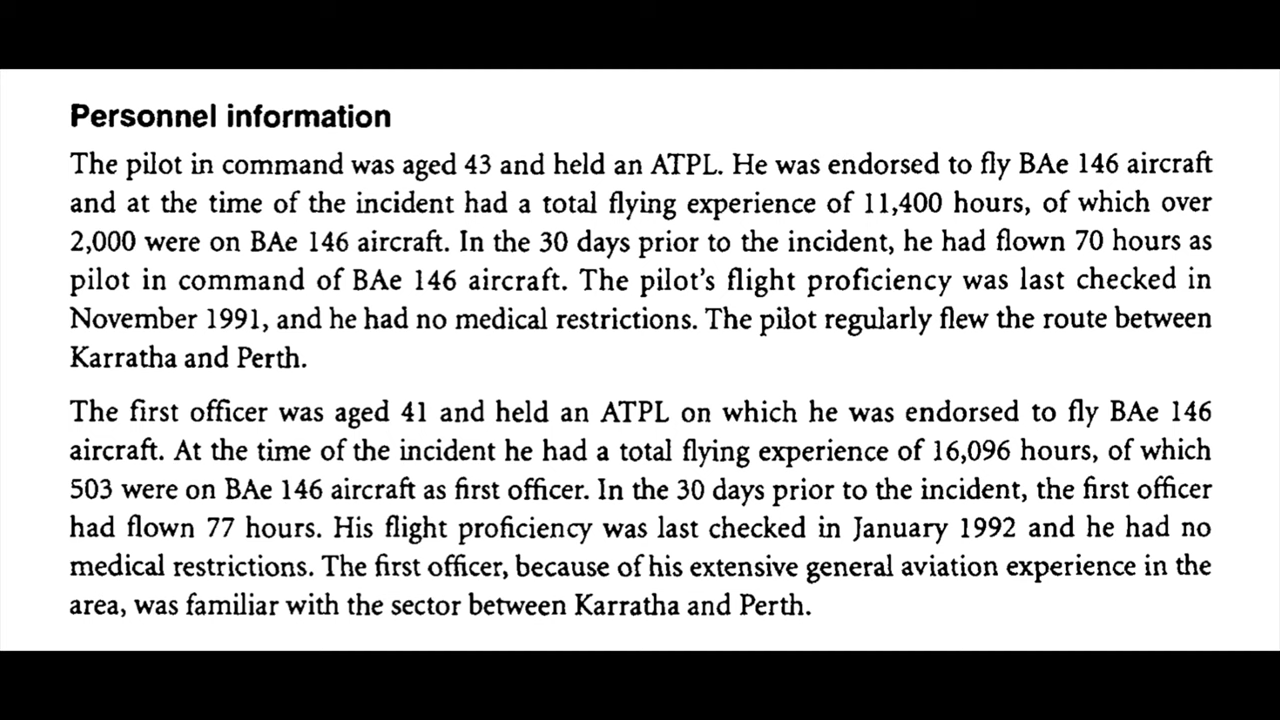 Personnel information
The pilot in command was aged 43 and held an ATPL. He was endorsed to fly BAe 146 aircraft
and at the time of the incident had a total flying experience of 11,400 hours, of which over
2,000 were on BAe 146 aircraft. In the 30 days prior to the incident, he had flown 70 hours as
pilot in command of BAe 146 aircraft. The pilot's flight proficiency was last checked in
November 1991, and he had no medical restrictions. The pilot regularly flew the route between
Karratha and Perth.
The first officer was aged 41 and held an ATPL on which he was endorsed to fly BAe 146
aircraft. At the time of the incident he had a total flying experience of 16,096 hours, of which
503 were on BAe 146 aircraft as first officer. In the 30 days prior to the incident, the first officer
had flown 77 hours. His flight proficiency was last checked in January 1992 and he had no
medical restrictions. The first officer, because of his extensive general aviation experience in the
area, was familiar with the sector between Karratha and Perth.